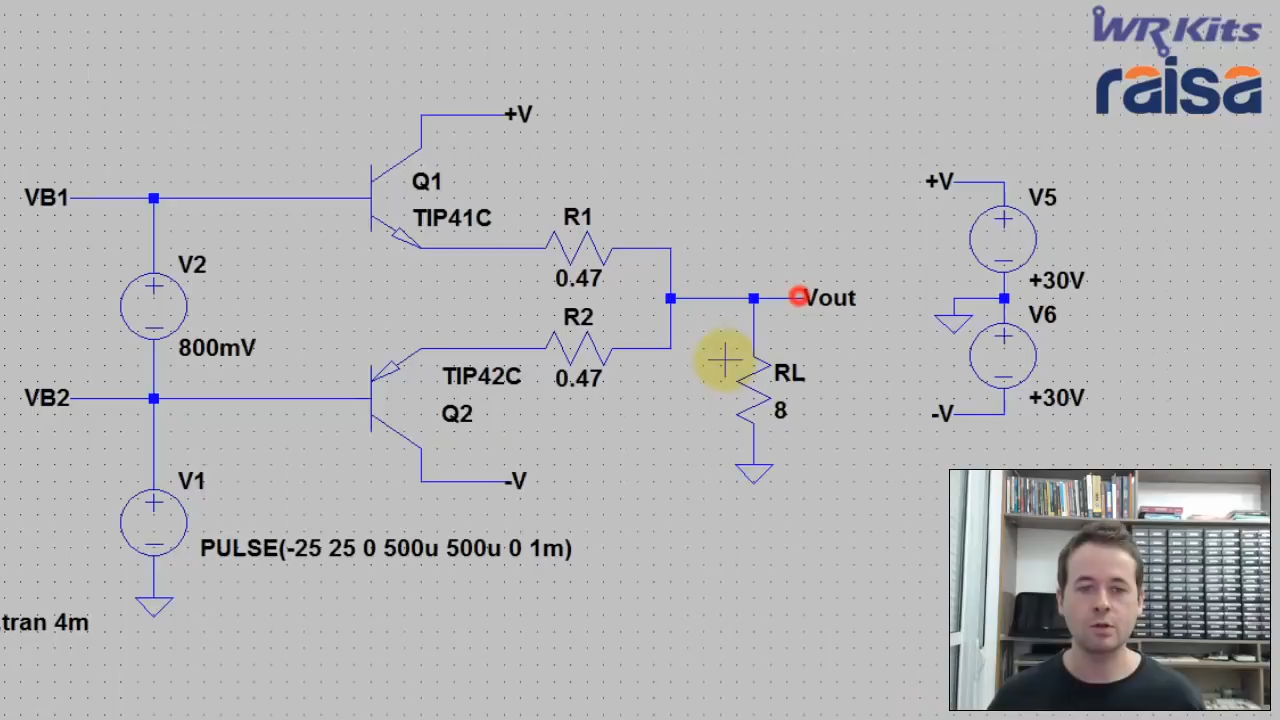 WR Kits
raisa
+V
Q1
TIP41C
VB1
V2
800mV
R1
0.47
R2
0.47
Vout
TIP42C
Q2
VB2
RL
8
-V
V1
PULSE(-25 25 0 500u 500u 0 1m)
.tran 4m
+V
V5
+30V
V6
+30V
-V